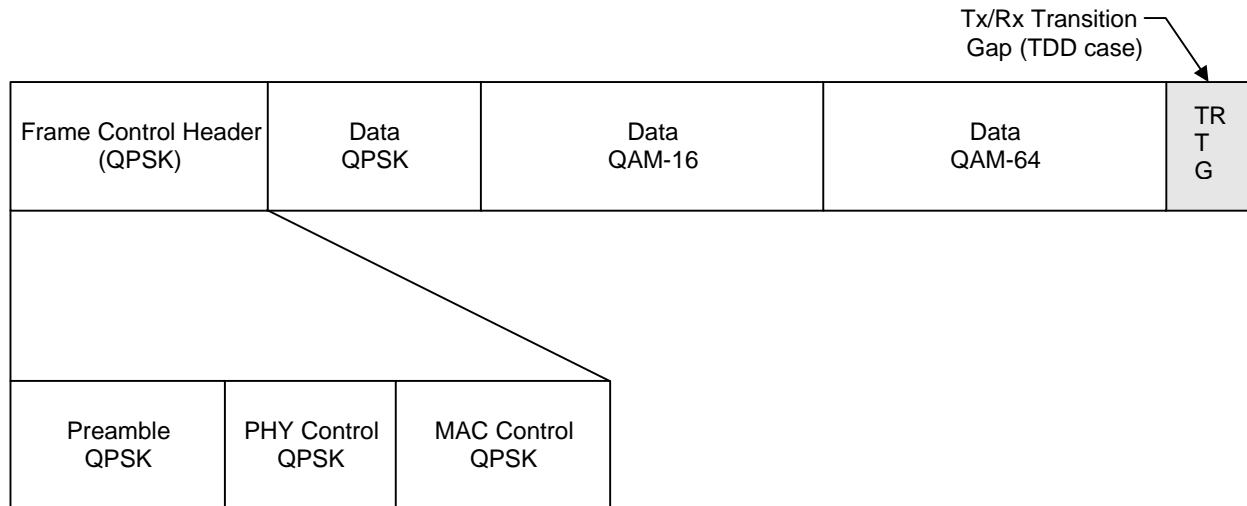 Tx/Rx Transition
Gap (TDD case)
Frame Control Header
(QPSK)
Data
QPSK
Data
QAM-16
Data
QAM-64
TR
T
G
Preamble
QPSK
PHY Control
QPSK
MAC Control
QPSK